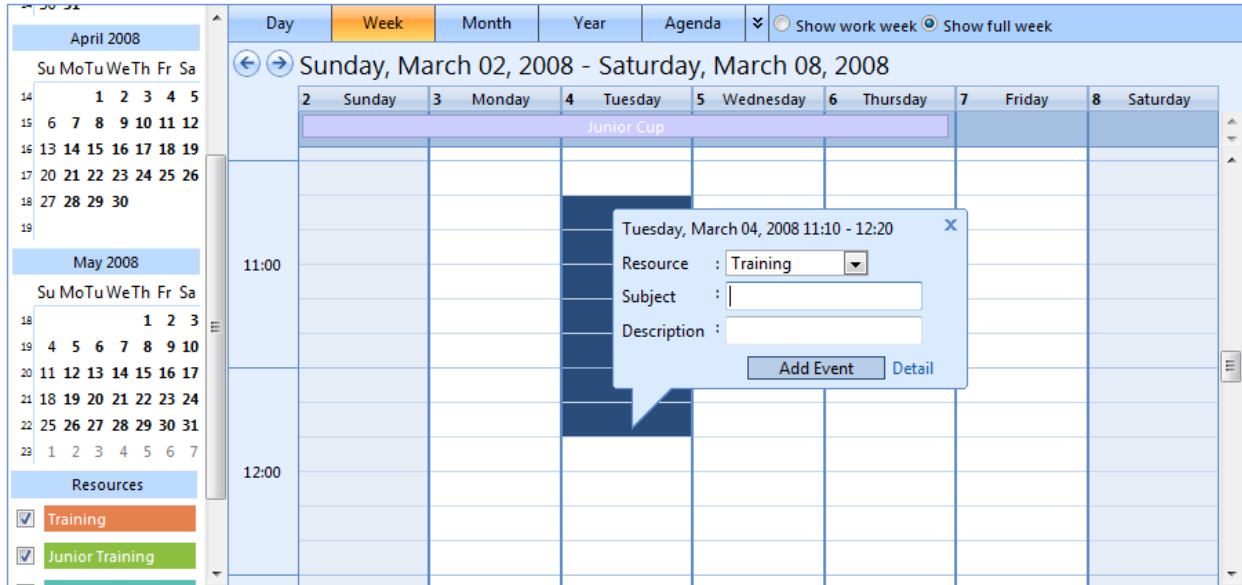 30 31
April 2008
Su Mo Tu We Th Fr Sa
14 1 2 3 4 5
15 6 7 8 9 10 11 12
16 13 14 15 16 17 18 19
17 20 21 22 23 24 25 26
18 27 28 29 30
19
May 2008
Su Mo Tu We Th Fr Sa
18 1 2 3
19 4 5 6 7 8 9 10
20 11 12 13 14 15 16 17
21 18 19 20 21 22 23 24
22 25 26 27 28 29 30 31
23 1 2 3 4 5 6 7
Resources
Training
Junior Training
Day Week Month Year Agenda Show work week Show full week
Sunday, March 02, 2008 - Saturday, March 08, 2008
2 Sunday 3 Monday 4 Tuesday 5 Wednesday 6 Thursday 7 Friday 8 Saturday
Junior Cup
11:00
12:00
Tuesday, March 04, 2008 11:10 - 12:20 x
Resource : Training
Subject :
Description :
Add Event Detail